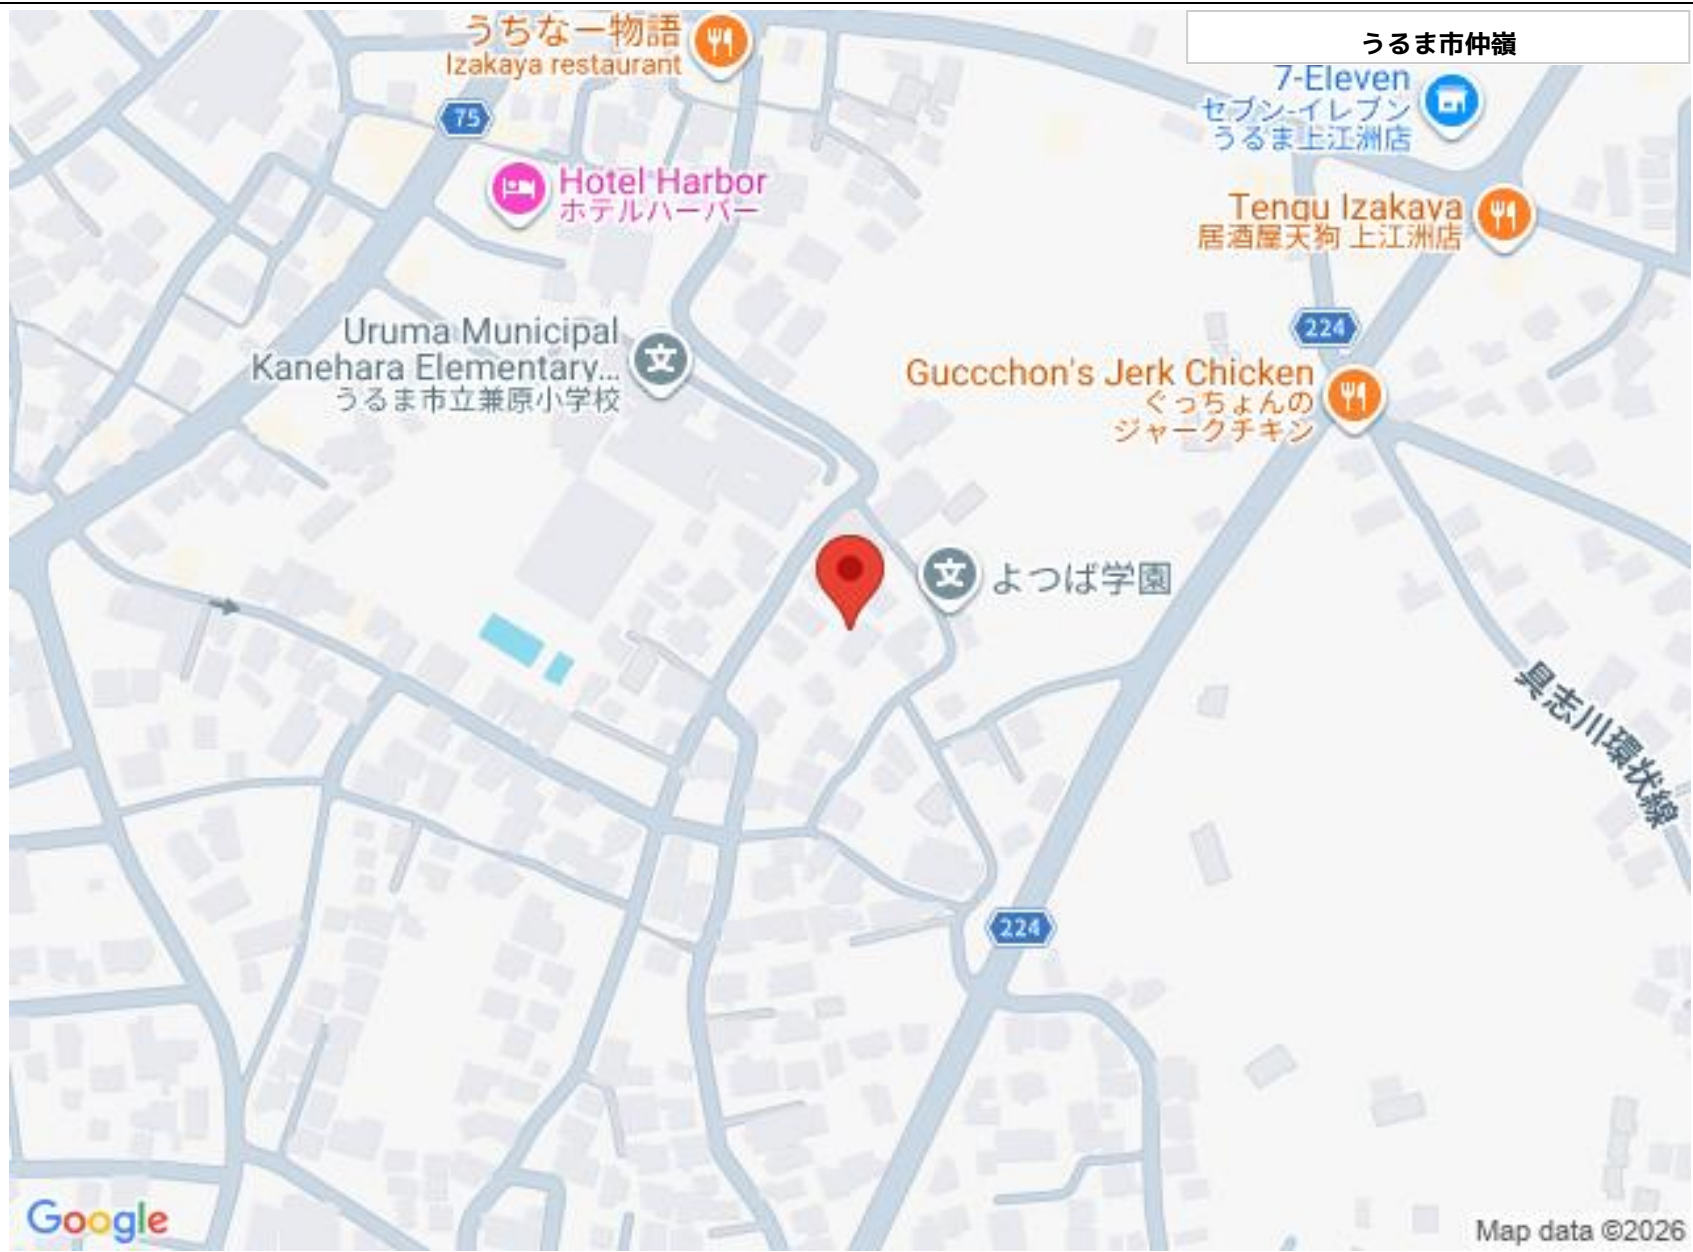 うるま市仲嶺
うちなー物語
Izakaya restaurant
75
Hotel Harbor
ホテルハーバー
7-Eleven
セブン-イレブン
うるま上江洲店
Tengu Izakaya
居酒屋天狗 上江洲店
224
Uruma Municipal
Kanehara Elementary...
うるま市立兼原小学校
文
Guccchon's Jerk Chicken
ぐっちょんの
ジャークチキン
文
よつば学園
具志川環状線
224
Google
Map data ©2026